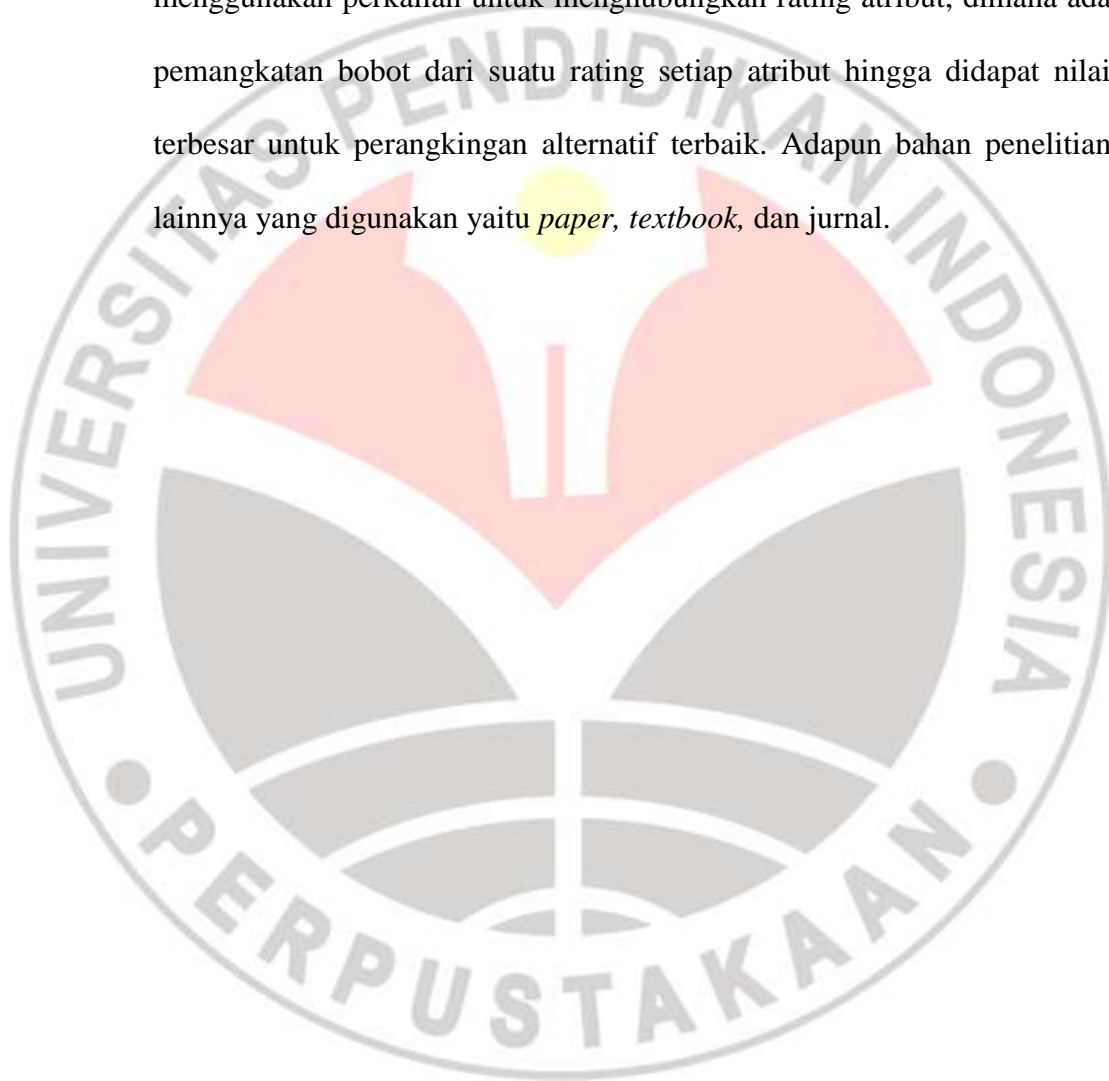 menggunakan perkalian untuk menghubungkan rating atribut, dimana ada
pemangkatan bobot dari suatu rating setiap atribut hingga didapat nilai
terbesar untuk perangkingan alternatif terbaik. Adapun bahan penelitian
lainnya yang digunakan yaitu paper, textbook, dan jurnal.
UNIVERSITAS PENDIDIKAN INDONESIA
PERPUSTAKAAN